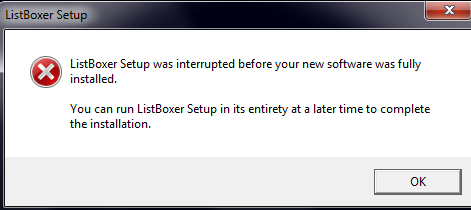 ListBoxer Setup
ListBoxer Setup was interrupted before your new software was fully
installed.
You can run ListBoxer Setup in its entirety at a later time to complete
the installation.
OK